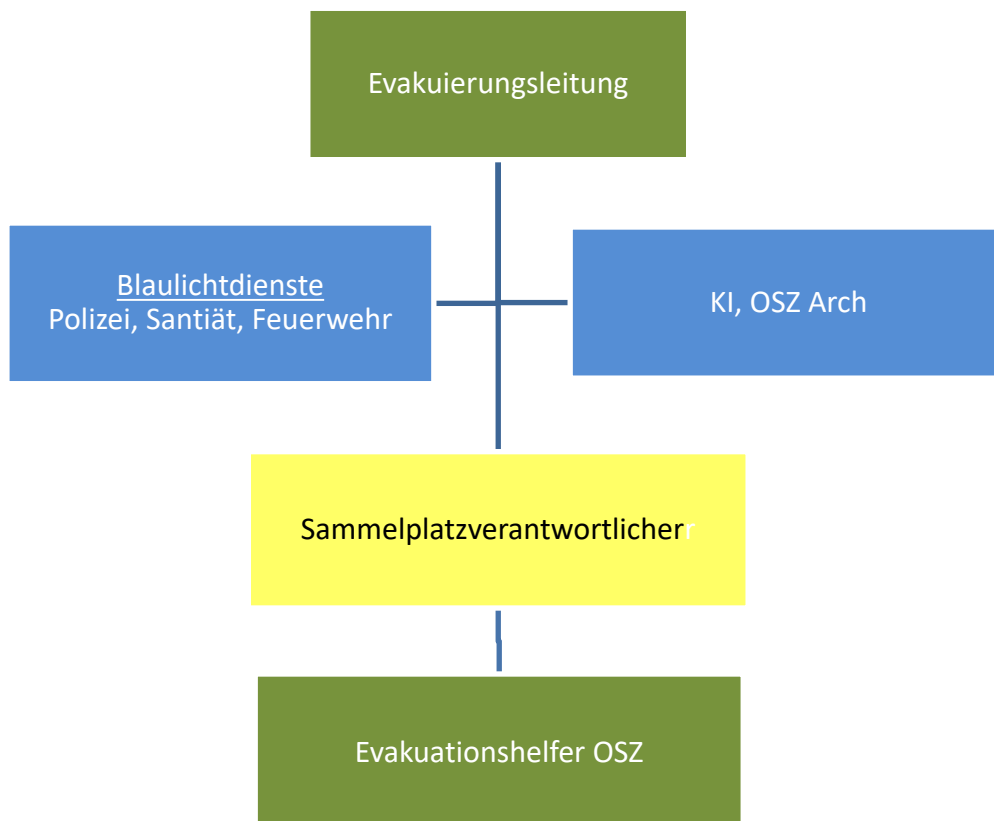 Evakuierungsleitung
Blaulichtdienste
Polizei, Santiät, Feuerwehr
KI, OSZ Arch
Sammelplatzverantwortlicherr
Evakuationshelfer OSZ